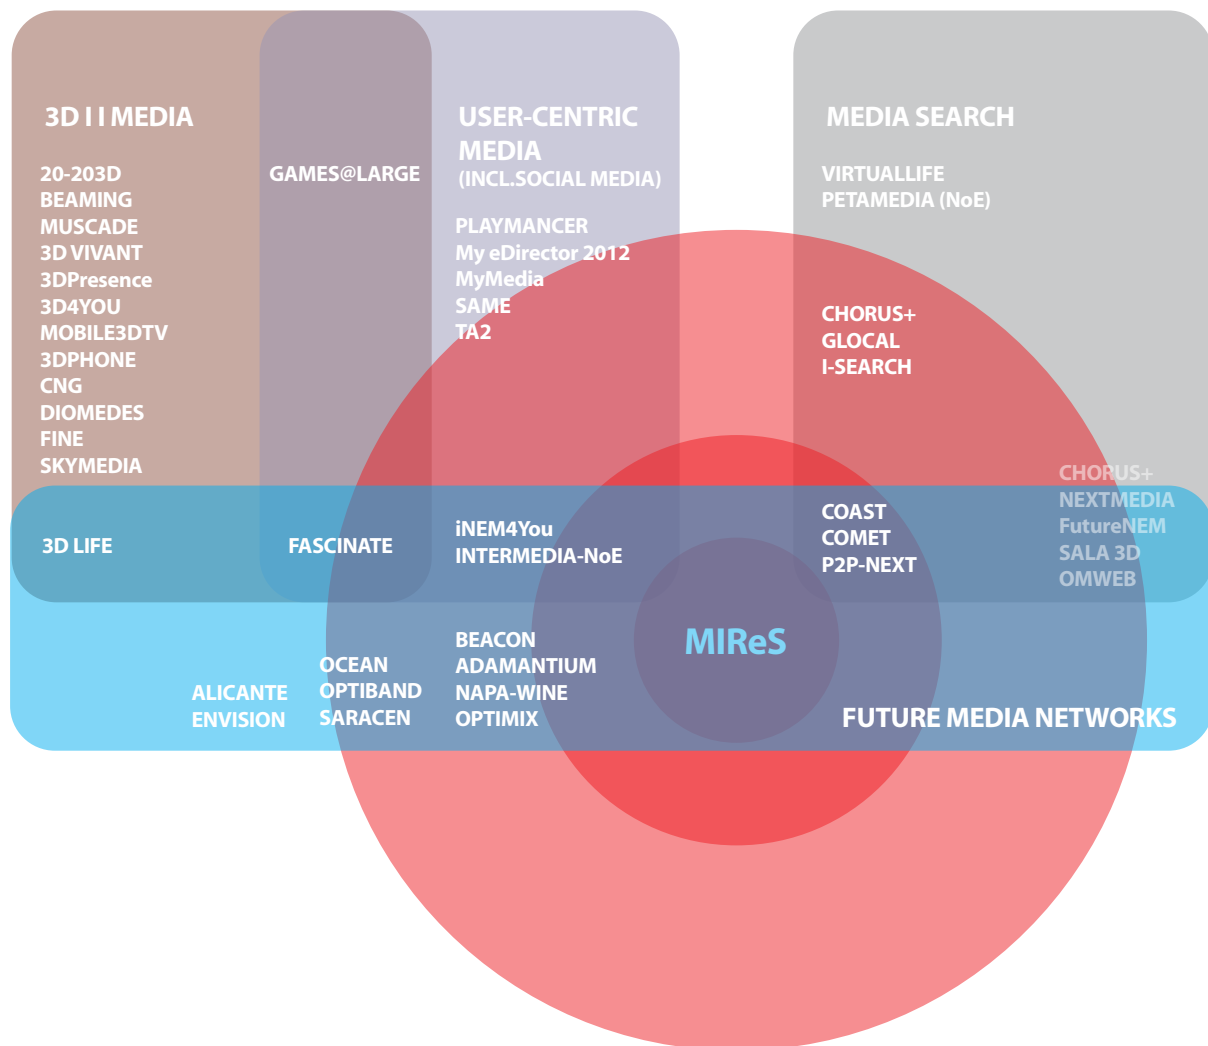 3D I I MEDIA
20-203D
BEAMING
MUSCADE
3D VIVANT
3DPresence
3D4YOU
MOBILE3DTV
3DPHONE
CNG
DIOMEDES
FINE
SKYMEDIA
GAMES@LARGE
USER-CENTRIC
MEDIA
(INCL.SOCIAL MEDIA)
PLAYMANCER
My eDirector 2012
MyMedia
SAME
TA2
MEDIA SEARCH
VIRTUALLIFE
PETAMEDIA (NoE)
CHORUS+
GLOCAL
I-SEARCH
3D LIFE
FASCINATE
iNEM4You
INTERMEDIA-NoE
COAST
COMET
P2P-NEXT
CHORUS+
NEXTMEDIA
FutureNEM
SALA 3D
OMWEB
ALICANTE
ENVISION
OCEAN
OPTIBAND
SARACEN
BEACON
ADAMANTIUM
NAPA-WINE
OPTIMIX
MIReS
FUTURE MEDIA NETWORKS